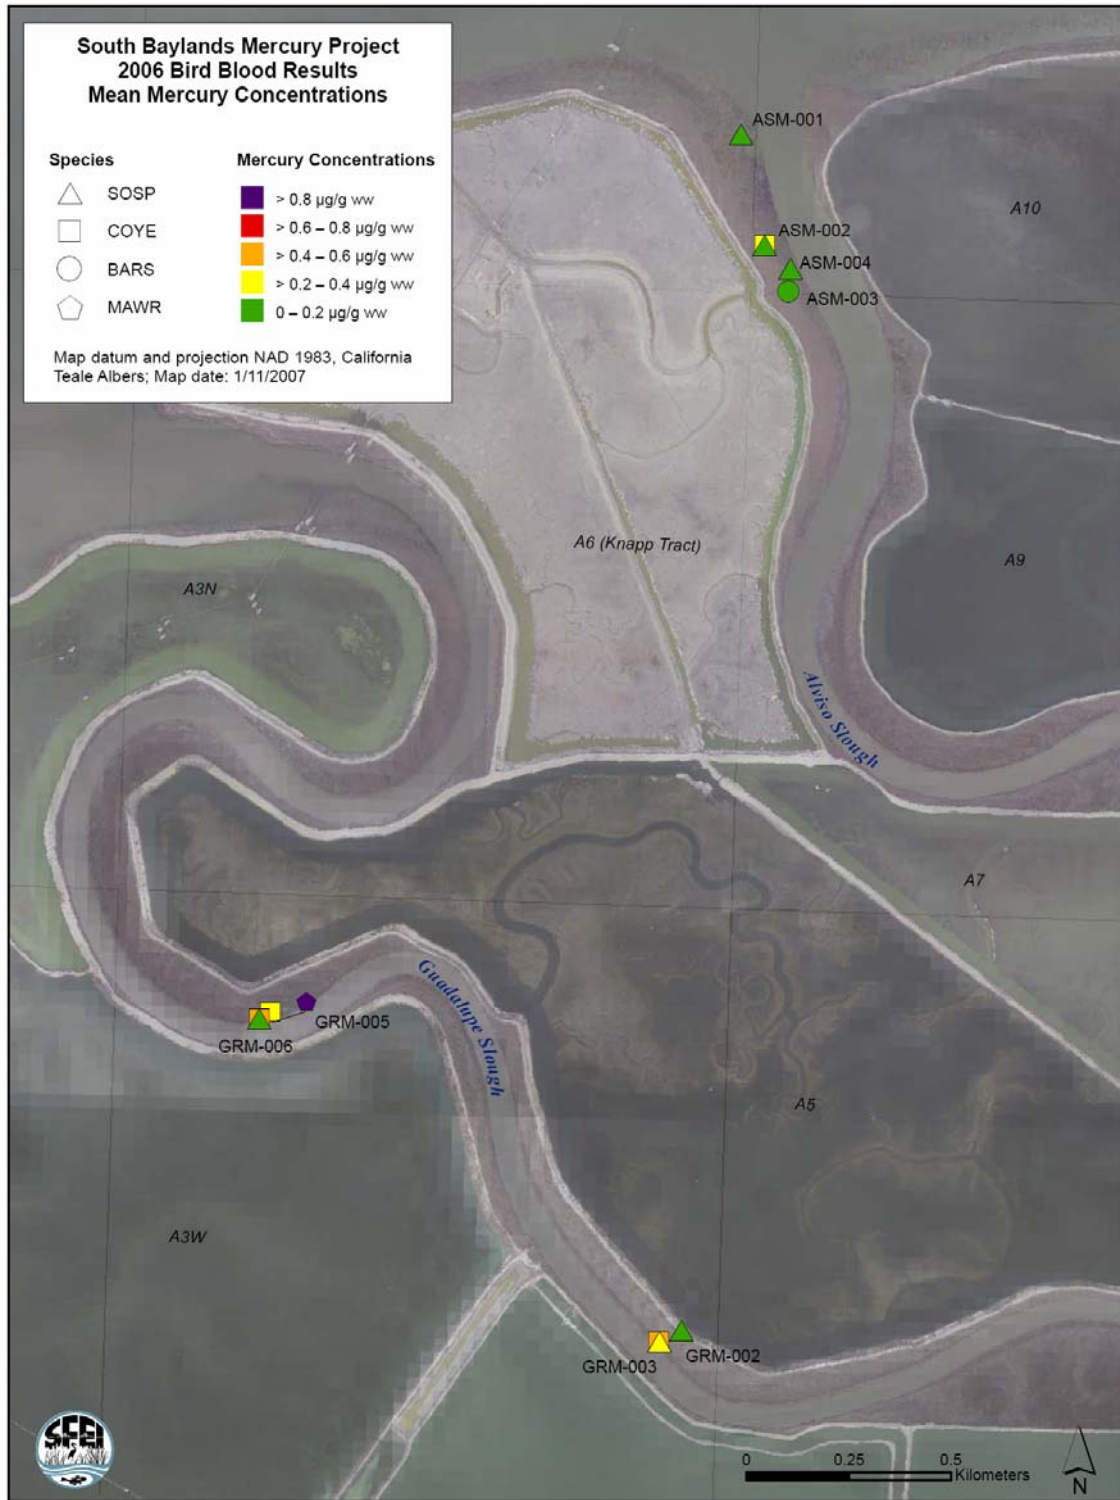 South Baylands Mercury Project
2006 Bird Blood Results
Mean Mercury Concentrations
Species
SOSP
COYE
BARS
MAWR
Mercury Concentrations
> 0.8 µg/g ww
> 0.6 – 0.8 µg/g ww
> 0.4 – 0.6 µg/g ww
> 0.2 – 0.4 µg/g ww
0 – 0.2 µg/g ww
Map datum and projection NAD 1983, California
Teale Albers; Map date: 1/11/2007
ASM-001
A10
ASM-002
ASM-004
ASM-003
A6 (Knapp Tract)
A9
A3N
Alviso Slough
A7
Guadalupe Slough
GRM-005
GRM-006
A5
A3W
GRM-002
GRM-003
SFEI
0 0.25 0.5
Kilometers
N